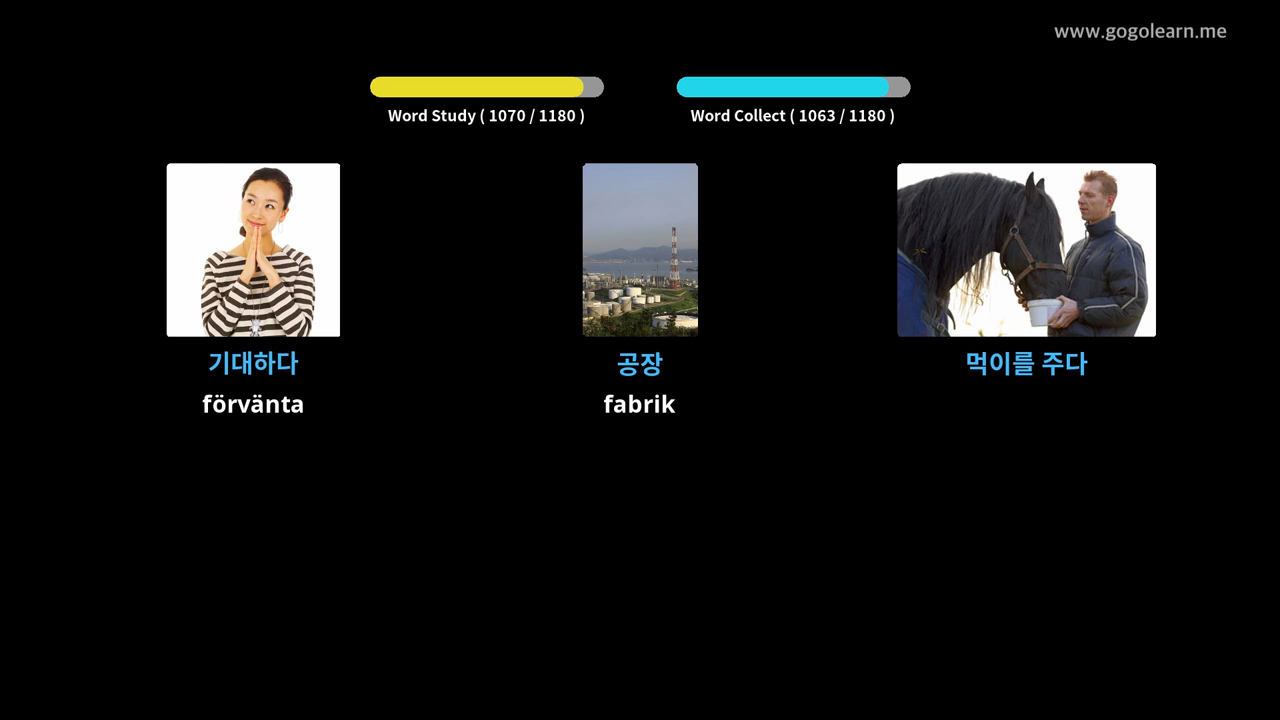 www.gogolearn.me
Word Study ( 1070 / 1180 )
Word Collect ( 1063 / 1180 )
기대하다
공장
먹이를 주다
förvänta
fabrik